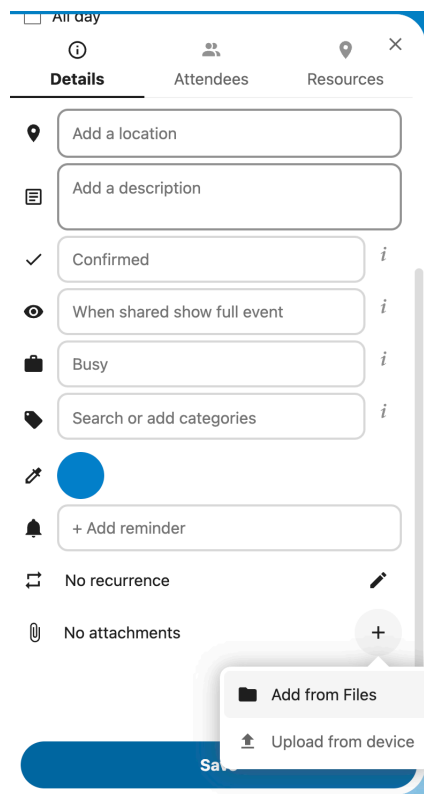 All day
Details
Attendees
Resources
Add a location
Add a description
Confirmed
i
When shared show full event
i
Busy
i
Search or add categories
i
+ Add reminder
No recurrence
No attachments
Add from Files
Upload from device
Save